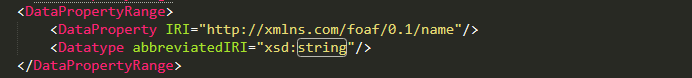 <DataPropertyRange>
<DataProperty IRI="http://xmlns.com/foaf/0.1/name"/>
<Datatype abbreviatedIRI="xsd:string"/>
</DataPropertyRange>